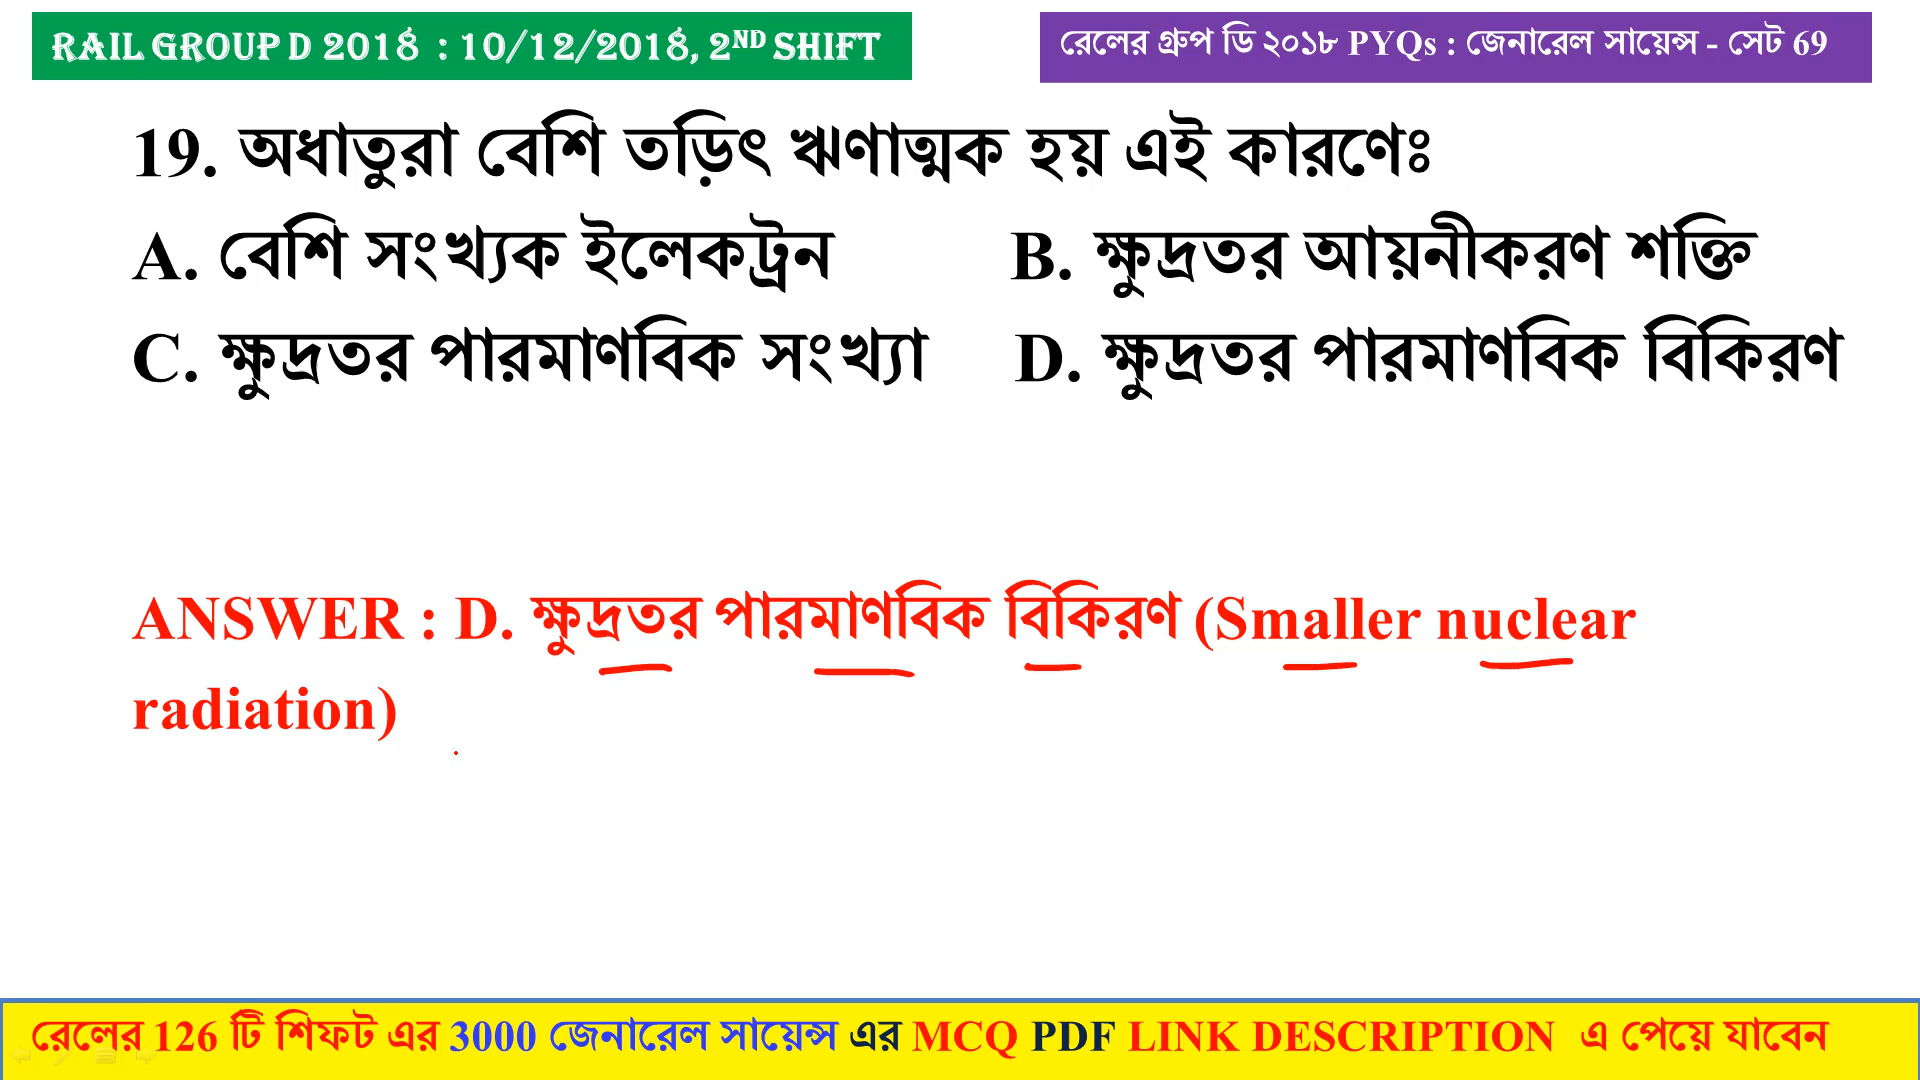 RAIL GROUP D 2018 : 10/12/2018, 2ND SHIFT
রেলের গ্রুপ ডি ২০১৮ PYQs : জেনারেল সায়েন্স - সেট 69
19. অধাতুরা বেশি তড়িৎ ঋণাত্মক হয় এই কারণেঃ
A. বেশি সংখ্যক ইলেকট্রন B. ক্ষুদ্রতর আয়নীকরণ শক্তি
C. ক্ষুদ্রতর পারমাণবিক সংখ্যা D. ক্ষুদ্রতর পারমাণবিক বিকিরণ
ANSWER : D. ক্ষুদ্রতর পারমাণবিক বিকিরণ (Smaller nuclear
radiation)
রেলের 126 টি শিফট এর 3000 জেনারেল সায়েন্স এর MCQ PDF LINK DESCRIPTION এ পেয়ে যাবেন